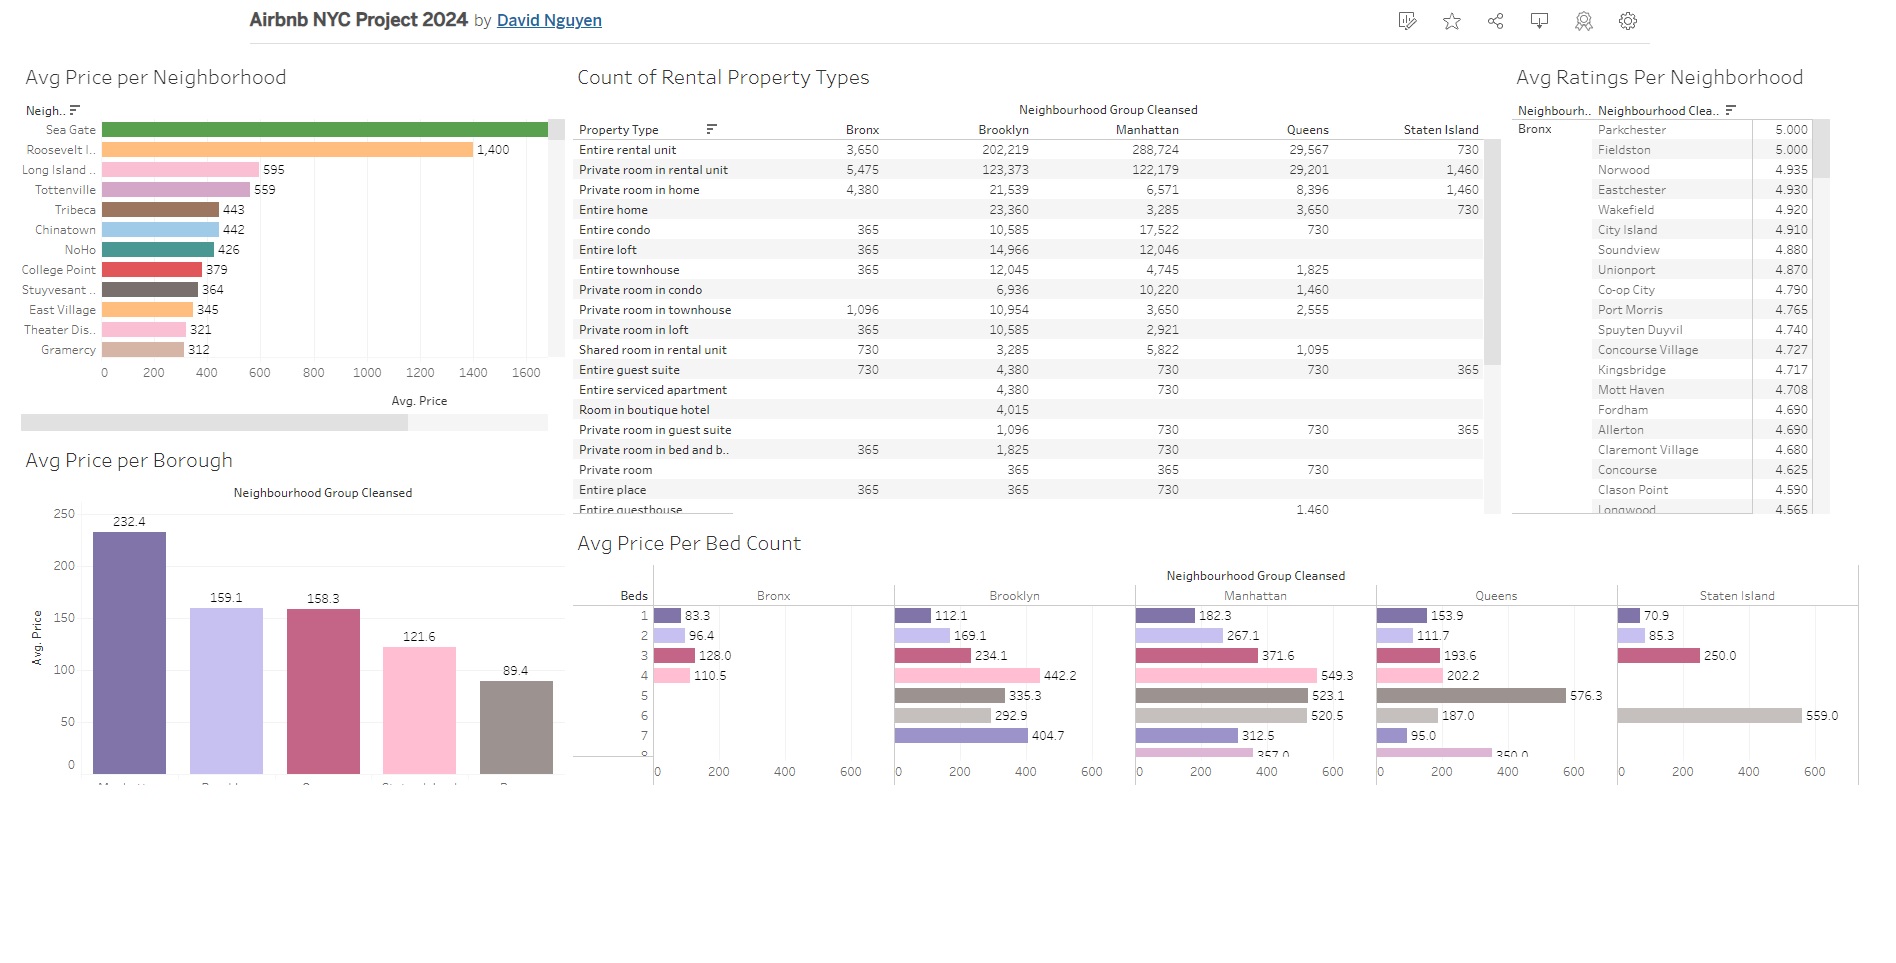 Airbnb NYC Project 2024 by David Nguyen
Avg Price per Neighborhood
Neigh..
Sea Gate
Roosevelt I.. 1,400
Long Island .. 595
Tottenville 559
Tribeca 443
Chinatown 442
NoHo 426
College Point 379
Stuyvesant .. 364
East Village 345
Theater Dis.. 321
Gramercy 312
0 200 400 600 800 1000 1200 1400 1600
Avg. Price
Avg Price per Borough
Neighbourhood Group Cleansed
Avg. Price
250
200
150
100
50
0
232.4 159.1 158.3 121.6 89.4
Count of Rental Property Types
Neighbourhood Group Cleansed
Property Type Bronx Brooklyn Manhattan Queens Staten Island
Entire rental unit 3,650 202,219 288,724 29,567 730
Private room in rental unit 5,475 123,373 122,179 29,201 1,460
Private room in home 4,380 21,539 6,571 8,396 1,460
Entire home 23,360 3,285 3,650 730
Entire condo 365 10,585 17,522 730
Entire loft 365 14,966 12,046
Entire townhouse 365 12,045 4,745 1,825
Private room in condo 6,936 10,220 1,460
Private room in townhouse 1,096 10,954 3,650 2,555
Private room in loft 365 10,585 2,921
Shared room in rental unit 730 3,285 5,822 1,095
Entire guest suite 730 4,380 730 730 365
Entire serviced apartment 4,380 730
Room in boutique hotel 4,015
Private room in guest suite 1,096 730 730 365
Private room in bed and b.. 365 1,825 730
Private room 365 365 730
Entire place 365 365 730
Entire guesthouse 1,460
Avg Ratings Per Neighborhood
Neighbourh.. Neighbourhood Clea..
Bronx Parkchester 5.000
Fieldston 5.000
Norwood 4.935
Eastchester 4.930
Wakefield 4.920
City Island 4.910
Soundview 4.880
Unionport 4.870
Co-op City 4.790
Port Morris 4.765
Spuyten Duyvil 4.740
Concourse Village 4.727
Kingsbridge 4.717
Mott Haven 4.708
Fordham 4.690
Allerton 4.690
Claremont Village 4.680
Concourse 4.625
Clason Point 4.590
Longwood 4.565
Avg Price Per Bed Count
Neighbourhood Group Cleansed
Beds Bronx Brooklyn Manhattan Queens Staten Island
1 83.3 112.1 182.3 153.9 70.9
2 96.4 169.1 267.1 111.7 85.3
3 128.0 234.1 371.6 193.6 250.0
4 110.5 442.2 549.3 202.2
5 335.3 523.1 576.3
6 292.9 520.5 187.0 559.0
7 404.7 312.5 95.0
8 357.0 350.0
0 200 400 600 0 200 400 600 0 200 400 600 0 200 400 600 0 200 400 600